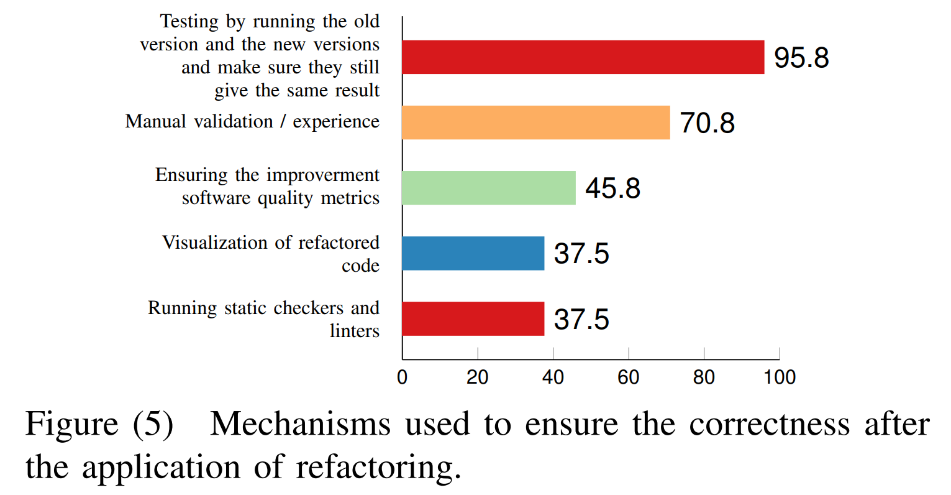 Testing by running the old
version and the new versions
and make sure they still
give the same result
95.8
Manual validation / experience
70.8
Ensuring the improverment
software quality metrics
45.8
Visualization of refactored
code
37.5
Running static checkers and
linters
37.5
0 20 40 60 80 100
Figure (5) Mechanisms used to ensure the correctness after
the application of refactoring.